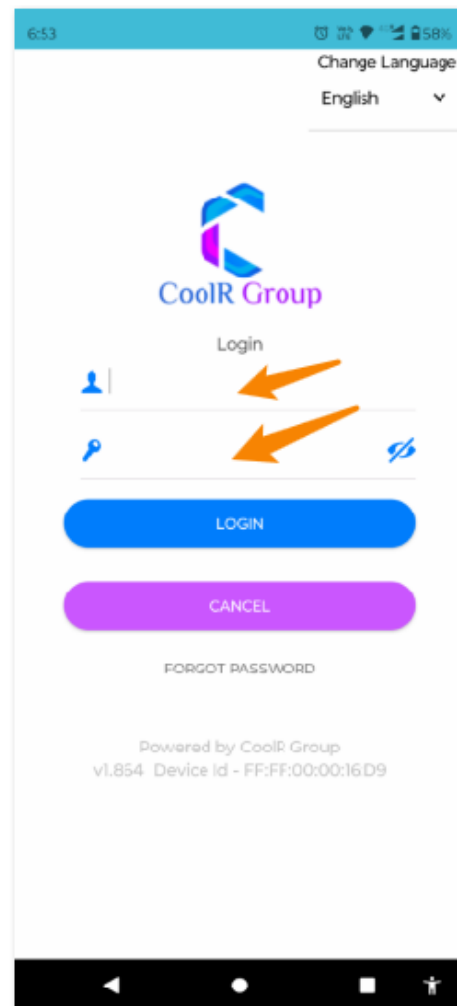 6:53
58%
Change Language
English
CoolR Group
Login
LOGIN
CANCEL
FORGOT PASSWORD
Powered by CoolR Group
v1.854 Device Id - FF:FF:00:00:16:D9